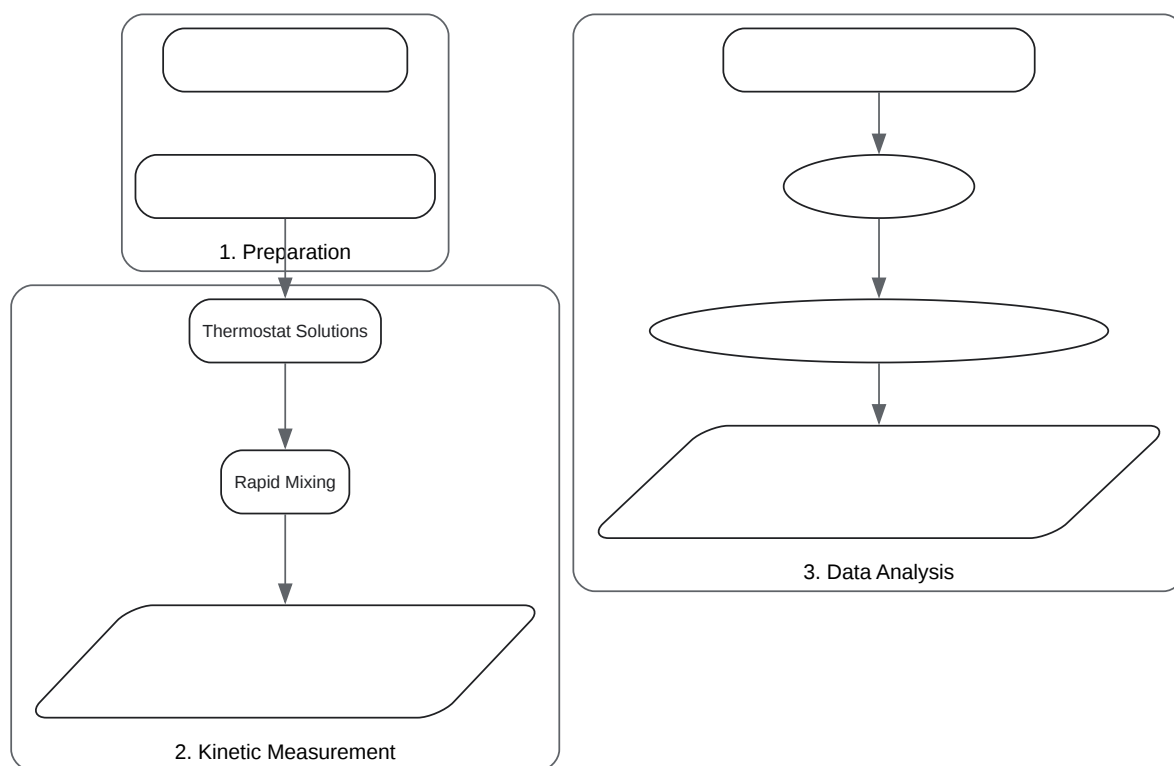 1. Preparation
Thermostat Solutions
Rapid Mixing
2. Kinetic Measurement
3. Data Analysis